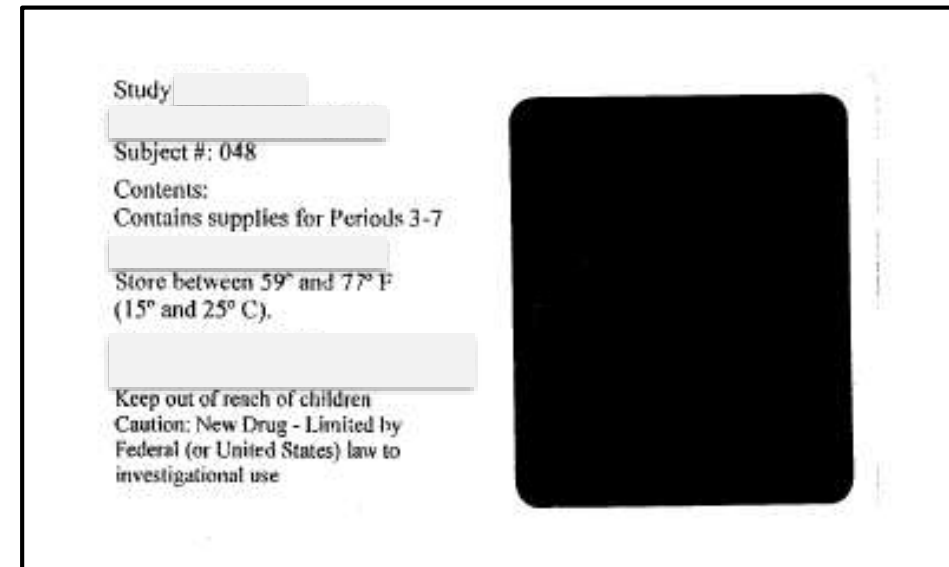 Study
Subject #: 048
Contents:
Contains supplies for Periods 3-7
Store between 59° and 77° F
(15° and 25° C).
Keep out of reach of children
Caution: New Drug - Limited by
Federal (or United States) law to
investigational use